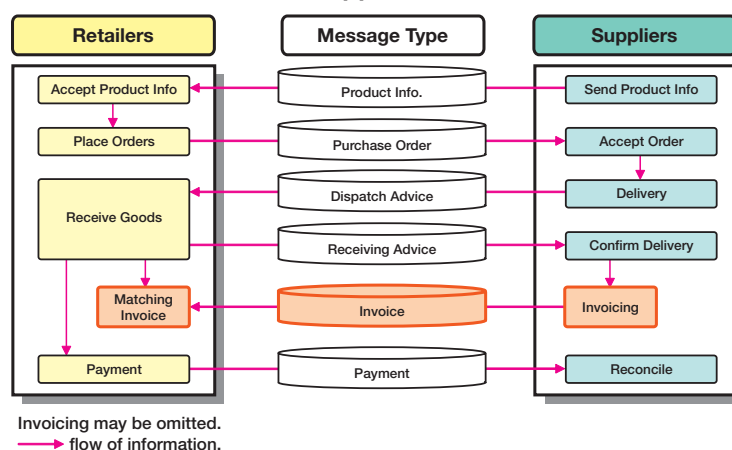 Retailers
Message Type
Suppliers
Accept Product Info
Product Info.
Send Product Info
Place Orders
Purchase Order
Accept Order
Receive Goods
Dispatch Advice
Delivery
Receiving Advice
Confirm Delivery
Matching
Invoice
Invoice
Invoicing
Payment
Payment
Reconcile
Invoicing may be omitted.
flow of information.